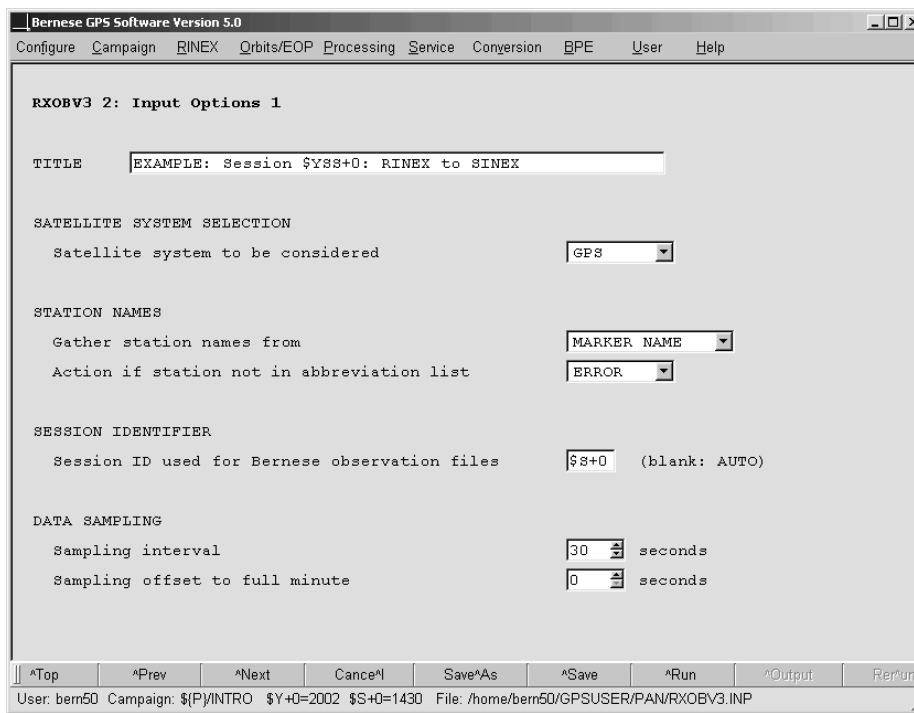 Bernese GPS Software Version 5.0
Configure Campaign RINEX Orbits/EOP Processing Service Conversion BPE User Help
RXOBV3 2: Input Options 1
TITLE EXAMPLE: Session $YSS+0: RINEX to SINEX
SATELLITE SYSTEM SELECTION
Satellite system to be considered GPS
STATION NAMES
Gather station names from MARKER NAME
Action if station not in abbreviation list ERROR
SESSION IDENTIFIER
Session ID used for Bernese observation files $S+0 (blank: AUTO)
DATA SAMPLING
Sampling interval 30 seconds
Sampling offset to full minute 0 seconds
^Top ^Prev ^Next Cance^l Save^As ^Save ^Run ^Output
User: bern50 Campaign: ${P}/INTRO $Y+0=2002 $S+0=1430 File: /home/bern50/GPSUSER/PAN/RXOBV3.INP